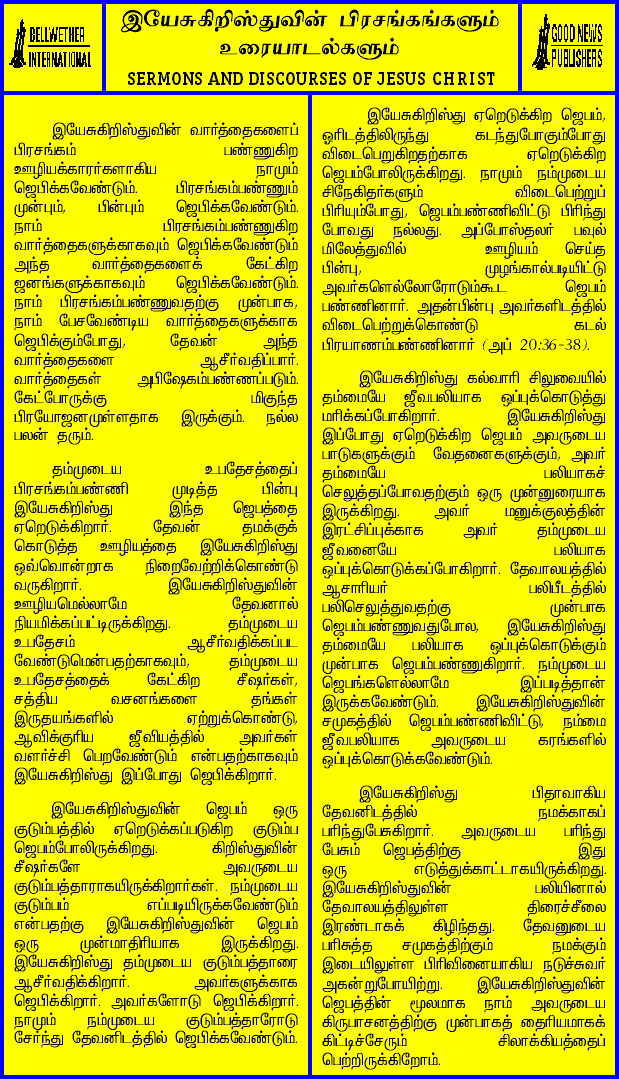 BELLWETHER
INTERNATIONAL
இயேசுகிறிஸ்துவின் பிரசங்கங்களும்
உரையாடல்களும்
SERMONS AND DISCOURSES OF JESUS CHRIST
GOOD NEWS
PUBLISHERS
இயேசுகிறிஸ்துவின் வார்த்தைகளைப்
பிரசங்கம் பண்ணுகிற
ஊழியக்காரர்களாகிய நாமும்
ஜெபிக்கவேண்டும். பிரசங்கம்பண்ணும்
முன்பும், பின்பும் ஜெபிக்கவேண்டும்.
நாம் பிரசங்கம்பண்ணுகிற
வார்த்தைகளுக்காகவும் ஜெபிக்கவேண்டும்
அந்த வார்த்தைகளைக் கேட்கிற
ஜனங்களுக்காகவும் ஜெபிக்கவேண்டும்.
நாம் பிரசங்கம்பண்ணுவதற்கு முன்பாக,
நாம் பேசவேண்டிய வார்த்தைகளுக்காக
ஜெபிக்கும்போது, தேவன் அந்த
வார்த்தைகளை ஆசீர்வதிப்பார்.
வார்த்தைகள் அபிஷேகம்பண்ணப்படும்.
கேட்போருக்கு மிகுந்த
பிரயோஜனமுள்ளதாக இருக்கும். நல்ல
பலன் தரும்.
தம்முடைய உபதேசத்தைப்
பிரசங்கம்பண்ணி முடித்த பின்பு
இயேசுகிறிஸ்து இந்த ஜெபத்தை
ஏறெடுக்கிறார். தேவன் தமக்குக்
கொடுத்த ஊழியத்தை இயேசுகிறிஸ்து
ஒவ்வொன்றாக நிறைவேற்றிக்கொண்டு
வருகிறார். இயேசுகிறிஸ்துவின்
ஊழியமெல்லாமே தேவனால்
நியமிக்கப்பட்டிருக்கிறது. தம்முடைய
உபதேசம் ஆசீர்வதிக்கப்பட
வேண்டுமென்பதற்காகவும், தம்முடைய
உபதேசத்தைக் கேட்கிற சீஷர்கள்,
சத்திய வசனங்களை தங்கள்
இருதயங்களில் ஏற்றுக்கொண்டு,
ஆவிக்குரிய ஜீவியத்தில் அவர்கள்
வளர்ச்சி பெறவேண்டும் என்பதற்காகவும்
இயேசுகிறிஸ்து இப்போது ஜெபிக்கிறார்.
இயேசுகிறிஸ்துவின் ஜெபம் ஒரு
குடும்பத்தில் ஏறெடுக்கப்படுகிற குடும்ப
ஜெபம்போலிருக்கிறது. கிறிஸ்துவின்
சீஷர்களே அவருடைய
குடும்பத்தாராகயிருக்கிறார்கள். நம்முடைய
குடும்பம் எப்படியிருக்கவேண்டும்
என்பதற்கு இயேசுகிறிஸ்துவின் ஜெபம்
ஒரு முன்மாதிரியாக இருக்கிறது.
இயேசுகிறிஸ்து தம்முடைய குடும்பத்தாரை
ஆசீர்வதிக்கிறார். அவர்களுக்காக
ஜெபிக்கிறார். அவர்களோடு ஜெபிக்கிறார்.
நாமும் நம்முடைய குடும்பத்தாரோடு
சேர்ந்து தேவனிடத்தில் ஜெபிக்கவேண்டும்.
இயேசுகிறிஸ்து ஏறெடுக்கிற ஜெபம்,
ஓரிடத்திலிருந்து கடந்துபோகும்போது
விடைபெறுகிறதற்காக ஏறெடுக்கிற
ஜெபம்போலிருக்கிறது. நாமும் நம்முடைய
சிநேகிதர்களும் விடைபெற்றுப்
பிரியும்போது, ஜெபம்பண்ணிவிட்டு பிரிந்து
போவது நல்லது. அப்போஸ்தலர் பவுல்
மிலேத்துவில் ஊழியம் செய்த
பின்பு, முழங்கால்படியிட்டு
அவர்களெல்லோரோடும்கூட ஜெபம்
பண்ணினார். அதன்பின்பு அவர்களிடத்தில்
விடைபெற்றுக்கொண்டு கடல்
பிரயாணம்பண்ணினார் (அப் 20:36-38).
இயேசுகிறிஸ்து கல்வாரி சிலுவையில்
தம்மையே ஜீவபலியாக ஒப்புக்கொடுத்து
மரிக்கப்போகிறார். இயேசுகிறிஸ்து
இப்போது ஏறெடுக்கிற ஜெபம் அவருடைய
பாடுகளுக்கும் வேதனைகளுக்கும், அவர்
தம்மையே பலியாகச்
செலுத்தப்போவதற்கும் ஒரு முன்னுரையாக
இருக்கிறது. அவர் மனுக்குலத்தின்
இரட்சிப்புக்காக அவர் தம்முடைய
ஜீவனையே பலியாக
ஒப்புக்கொடுக்கப்போகிறார். தேவாலயத்தில்
ஆசாரியர் பலிபீடத்தில்
பலிசெலுத்துவதற்கு முன்பாக
ஜெபம்பண்ணுவதுபோல, இயேசுகிறிஸ்து
தம்மையே பலியாக ஒப்புக்கொடுக்கும்
முன்பாக ஜெபம்பண்ணுகிறார். நம்முடைய
ஜெபங்களெல்லாமே இப்படித்தான்
இருக்கவேண்டும். இயேசுகிறிஸ்துவின்
சமுகத்தில் ஜெபம்பண்ணிவிட்டு, நம்மை
ஜீவபலியாக அவருடைய கரங்களில்
ஒப்புக்கொடுக்கவேண்டும்.
இயேசுகிறிஸ்து பிதாவாகிய
தேவனிடத்தில் நமக்காகப்
பரிந்துபேசுகிறார். அவருடைய பரிந்து
பேசும் ஜெபத்திற்கு இது
ஒரு எடுத்துக்காட்டாகயிருக்கிறது.
இயேசுகிறிஸ்துவின் பலியினால்
தேவாலயத்திலுள்ள திரைச்சீலை
இரண்டாகக் கிழிந்தது. தேவனுடைய
பரிசுத்த சமுகத்திற்கும் நமக்கும்
இடையிலுள்ள பிரிவினையாகிய நடுச்சுவர்
அகன்றுபோயிற்று. இயேசுகிறிஸ்துவின்
ஜெபத்தின் மூலமாக நாம் அவருடைய
கிருபாசனத்திற்கு முன்பாகத் தைரியமாகக்
கிட்டிச்சேரும் சிலாக்கியத்தைப்
பெற்றிருக்கிறோம்.